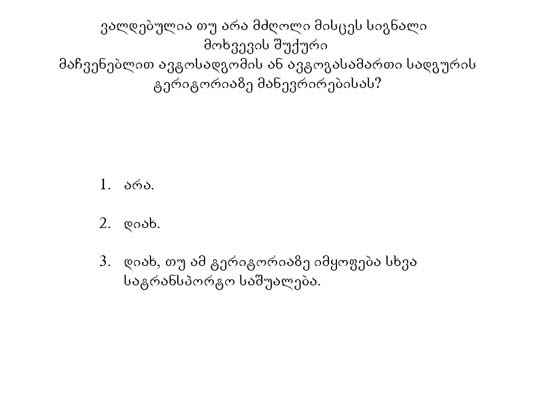 ვალდებულია თუ არა მძღოლი მისცეს სიგნალი
მოხვევის შუქური
მაჩვენებლით ავტოსადგომის ან ავტოგასამართი სადგურის
ტერიტორიაზე მანევრირებისას?
1. არა.
2. დიახ.
3. დიახ, თუ ამ ტერიტორიაზე იმყოფება სხვა
სატრანსპორტო საშუალება.